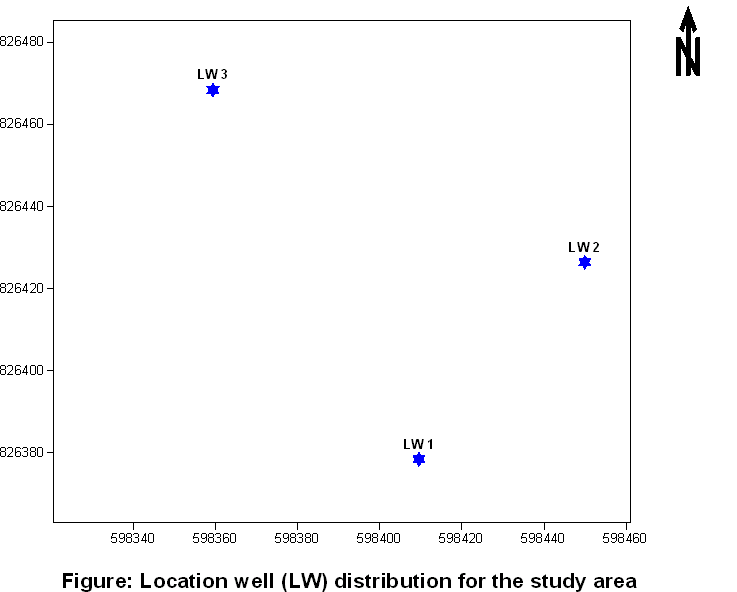 826480
N
LW 3
826460
826440
LW 2
826420
826400
LW 1
826380
598340 598360 598380 598400 598420 598440 598460
Figure: Location well (LW) distribution for the study area